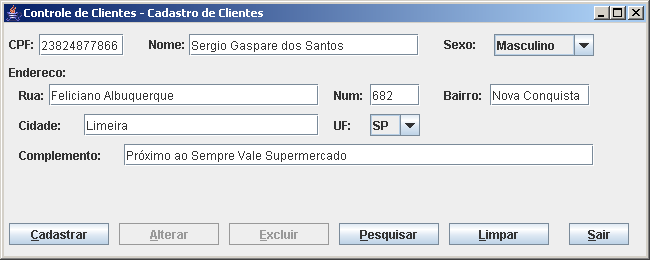 Controle de Clientes - Cadastro de Clientes
CPF: 23824877866 Nome: Sergio Gaspare dos Santos Sexo: Masculino
Endereco:
Rua: Feliciano Albuquerque Num: 682 Bairro: Nova Conquista
Cidade: Limeira UF: SP
Complemento: Próximo ao Sempre Vale Supermercado
Cadastrar Alterar Excluir Pesquisar Limpar Sair